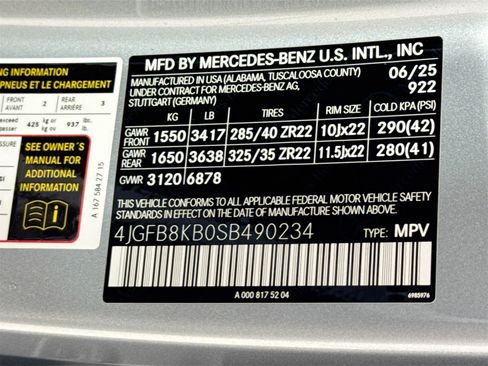 NG INFORMATION
PNEUS ET LE CHARGEMENT
FRONT AVANT 2 REAR ARRIÈRE 3
425 kg or 937 lbs.
SEE OWNER´S
MANUAL FOR
ADDITIONAL
INFORMATION
A 167 584 27 15
MFD BY MERCEDES-BENZ U.S. INTL., INC
MANUFACTURED IN USA (ALABAMA, TUSCALOOSA COUNTY) 06/25
UNDER CONTRACT FOR MERCEDES-BENZ AG, 922
STUTTGART (GERMANY)
KG LB TIRE SIZE RIM SIZE COLD KPA (PSI)
GAWR FRONT 1550 3417 285/40 ZR22 10Jx22 290(42)
GAWR REAR 1650 3638 325/35 ZR22 11.5Jx22 280(41)
GWR 3120 6878
THIS VEHICLE CONFORMS TO ALL APPLICABLE FEDERAL MOTOR VEHICLE SAFETY
STANDARDS IN EFFECT ON THE DATE OF MANUFACTURE SHOWN ABOVE.
4JGFB8KB0SB490234 TYPE: MPV
A 000 817 52 04
6985976